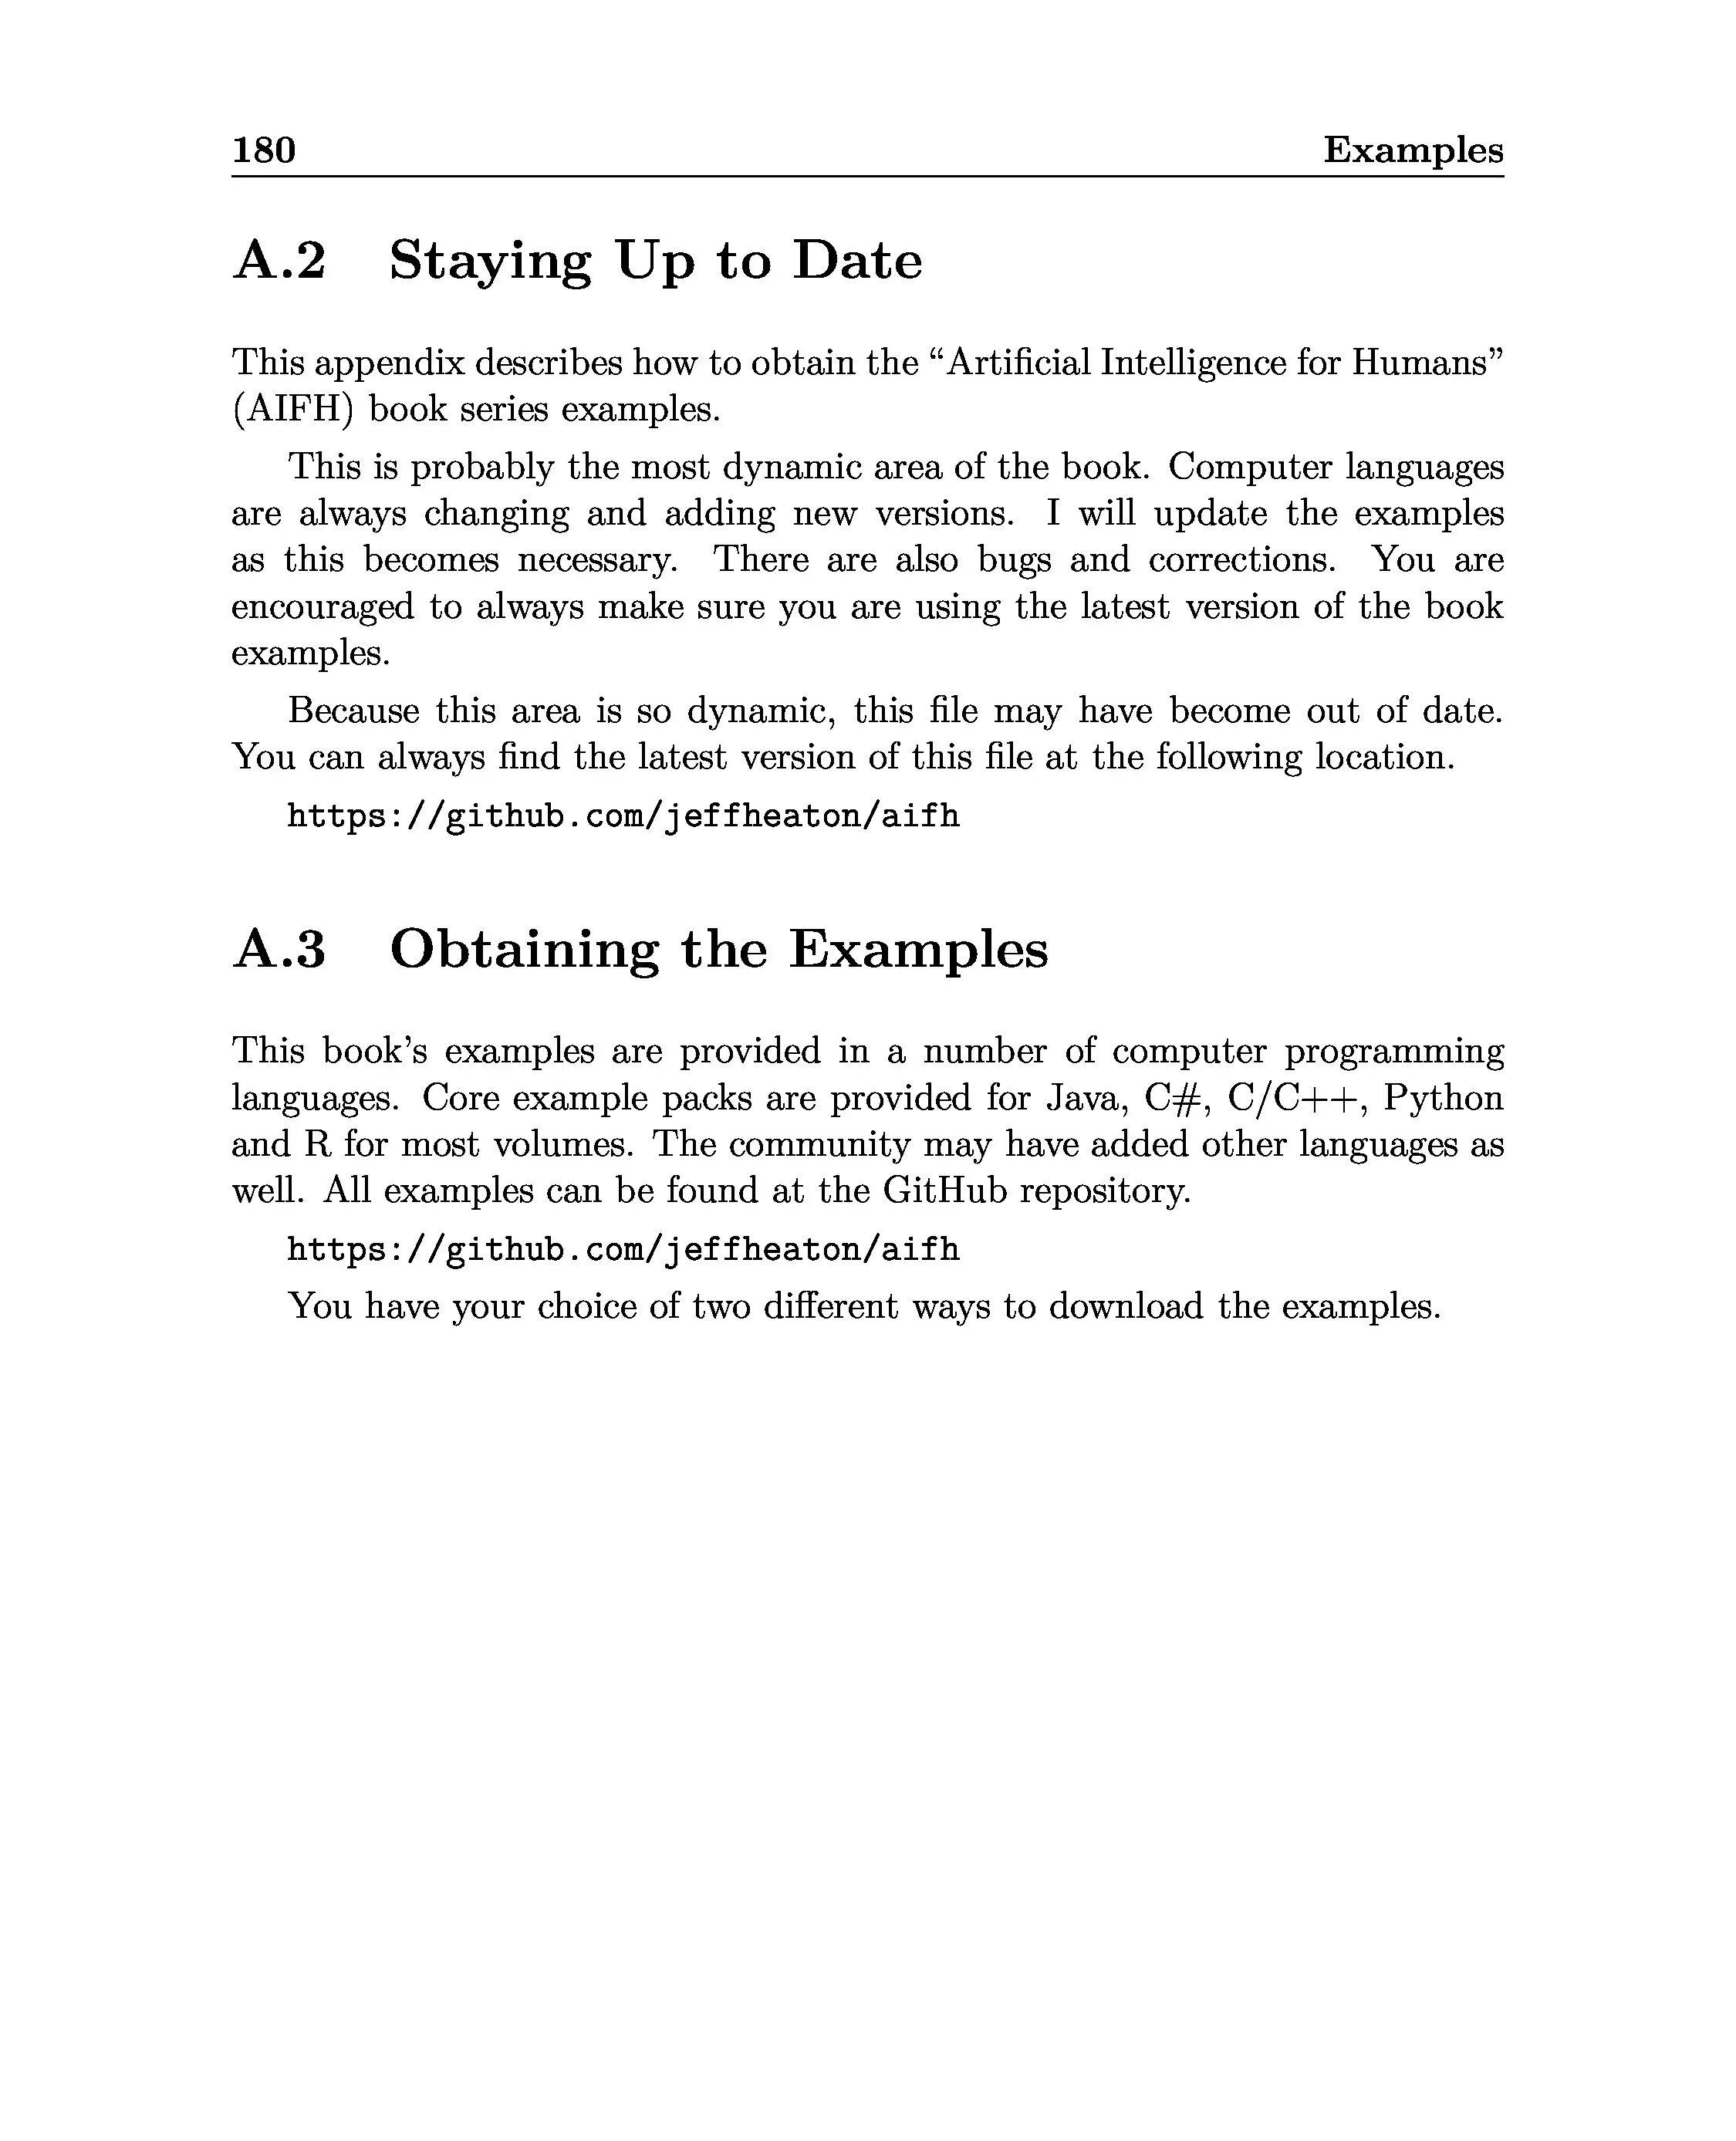 180 Examples
A.2 Staying Up to Date
This appendix describes how to obtain the “Artificial Intelligence for Humans”
(AIFH) book series examples.
This is probably the most dynamic area of the book. Computer languages
are always changing and adding new versions. I will update the examples
as this becomes necessary. There are also bugs and corrections. You are
encouraged to always make sure you are using the latest version of the book
examples.
Because this area is so dynamic, this file may have become out of date.
You can always find the latest version of this file at the following location.
https://github.com/jeffheaton/aifh
A.3 Obtaining the Examples
This book’s examples are provided in a number of computer programming
languages. Core example packs are provided for Java, C#, C/C++, Python
and R for most volumes. The community may have added other languages as
well. All examples can be found at the GitHub repository.
https://github.com/jeffheaton/aifh
You have your choice of two different ways to download the examples.